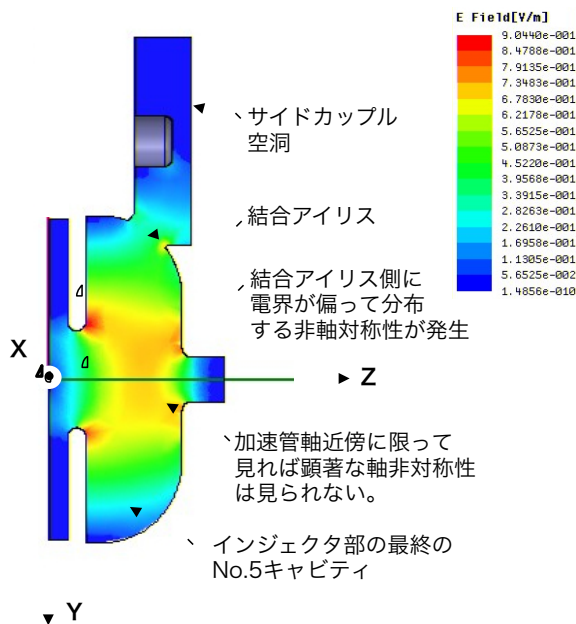 E Field[V/m]
9.0440e-001
8.4788e-001
7.9135e-001
7.3483e-001
6.7830e-001
6.2178e-001
5.6525e-001
5.0873e-001
4.5220e-001
3.9568e-001
3.3915e-001
2.8263e-001
2.2610e-001
1.6958e-001
1.1305e-001
5.6525e-002
1.4856e-010
サイドカップル
空洞
結合アイリス
結合アイリス側に
電界が偏って分布
する非軸対称性が発生
X
Z
加速管軸近傍に限って
見れば顕著な軸非対称性
は見られない。
インジェクタ部の最終の
No.5キャビティ
Y